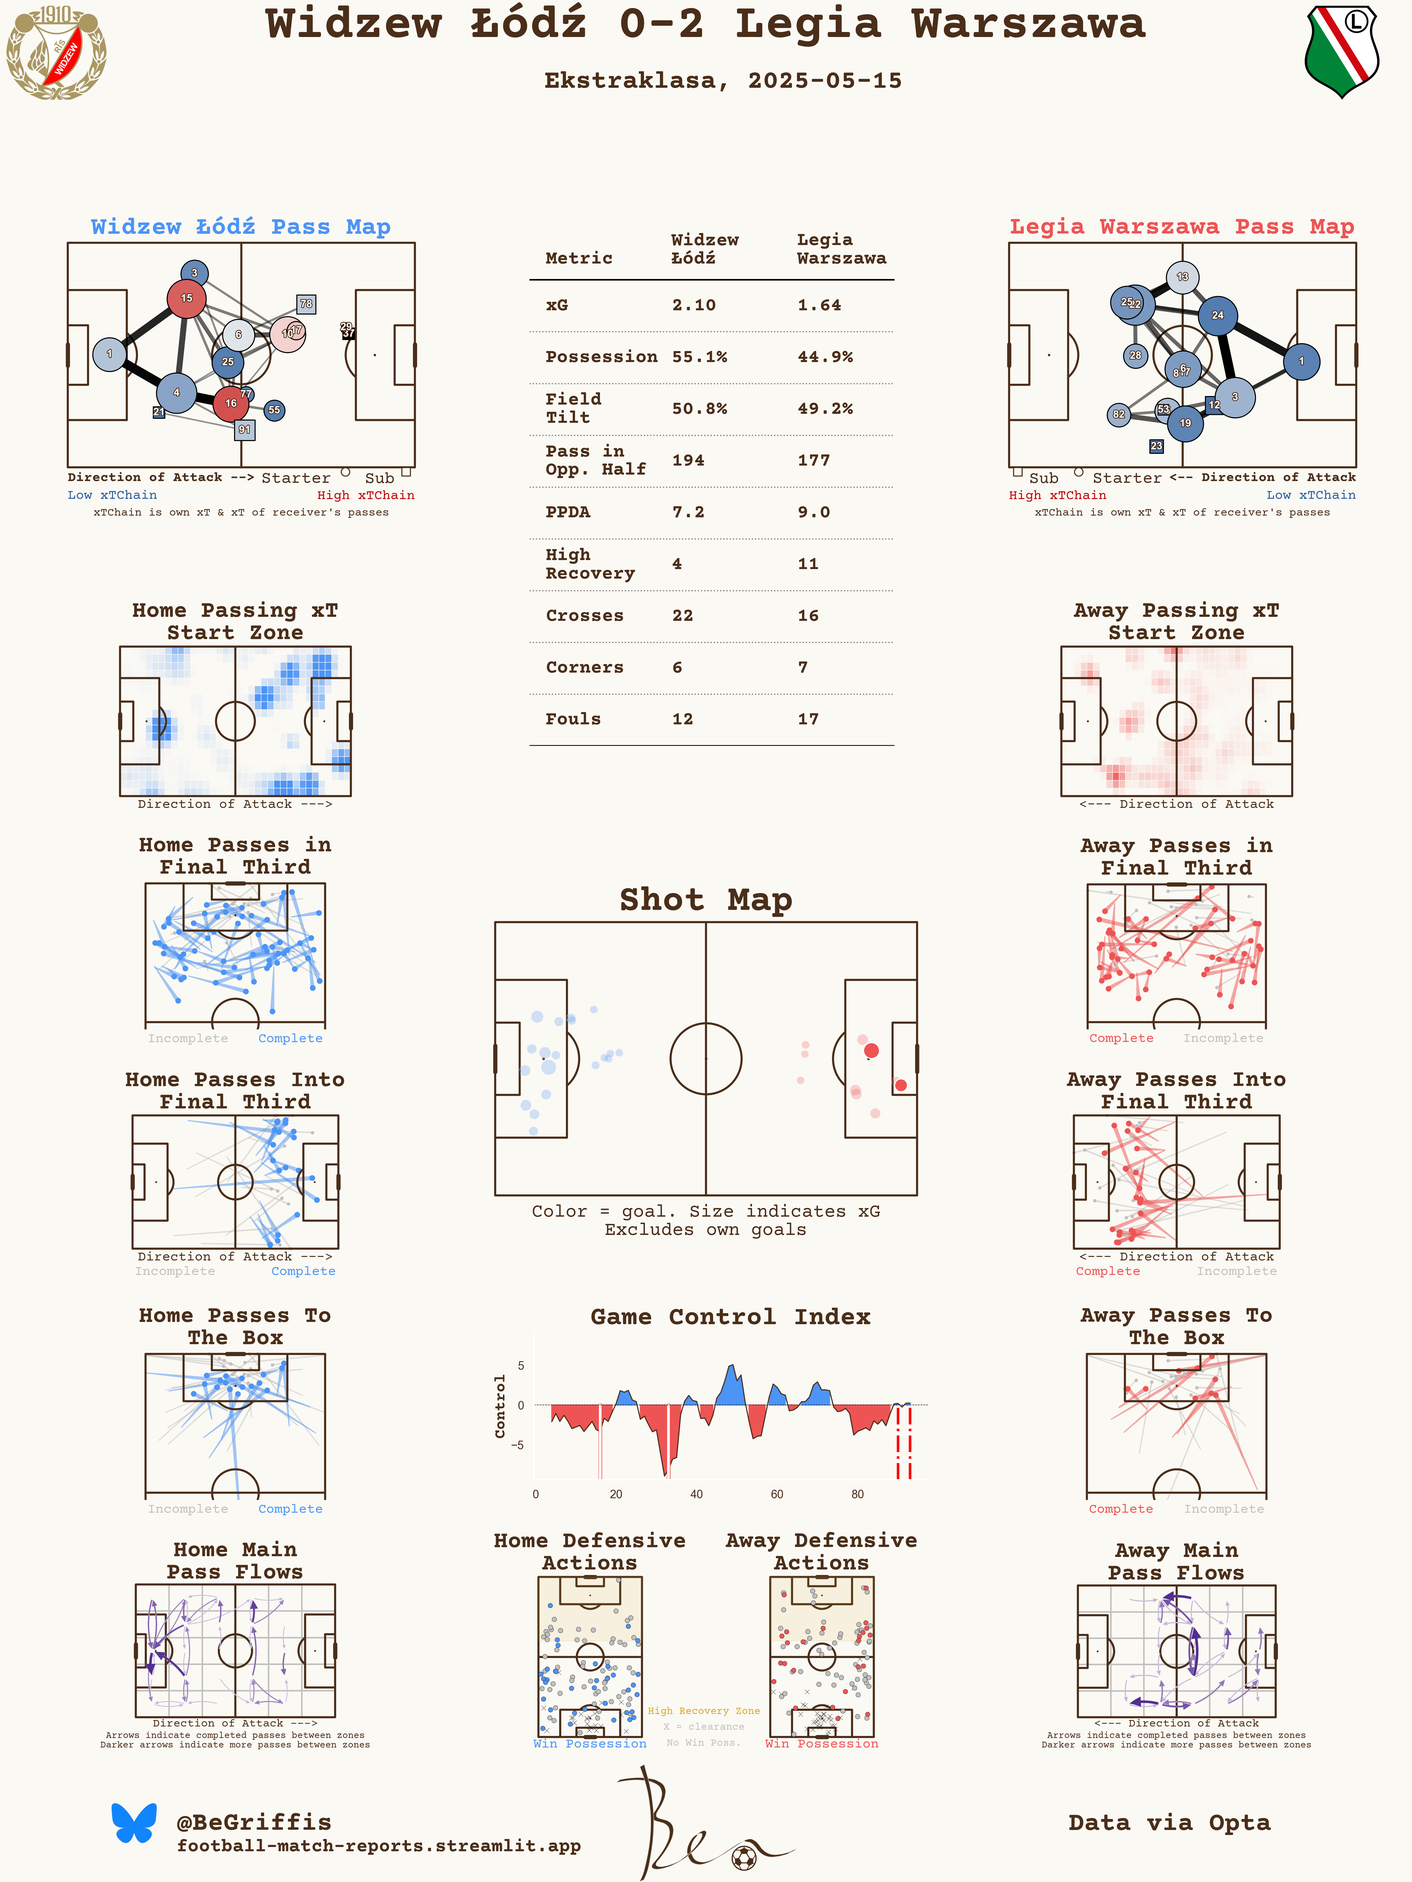 Widzew Łódź 0-2 Legia Warszawa
Ekstraklasa, 2025-05-15
1910
RTS
WIDZEW
L
Widzew Łódź Pass Map
3
15
78
6
10
17
29
37
1
25
4
77
16
55
21
91
Direction of Attack --> Starter Sub
Low xTChain High xTChain
xTChain is own xT & xT of receiver's passes
Metric Widzew Łódź Legia Warszawa
xG 2.10 1.64
Possession 55.1% 44.9%
Field Tilt 50.8% 49.2%
Pass in Opp. Half 194 177
PPDA 7.2 9.0
High Recovery 4 11
Crosses 22 16
Corners 6 7
Fouls 12 17
Legia Warszawa Pass Map
13
25
22
24
28
1
6
3
82
53
12
19
23
Sub Starter <-- Direction of Attack
High xTChain Low xTChain
xTChain is own xT & xT of receiver's passes
Home Passing xT
Start Zone
Direction of Attack --->
Away Passing xT
Start Zone
<--- Direction of Attack
Home Passes in
Final Third
Incomplete Complete
Away Passes in
Final Third
Complete Incomplete
Shot Map
Color = goal. Size indicates xG
Excludes own goals
Home Passes Into
Final Third
Direction of Attack --->
Incomplete Complete
Away Passes Into
Final Third
<--- Direction of Attack
Complete Incomplete
Home Passes To
The Box
Incomplete Complete
Game Control Index
Control
5
0
−5
0 20 40 60 80
Away Passes To
The Box
Complete Incomplete
Home Main
Pass Flows
Direction of Attack --->
Arrows indicate completed passes between zones
Darker arrows indicate more passes between zones
Home Defensive
Actions
Win Possession
Away Defensive
Actions
Win Possession
High Recovery Zone
X = clearance
No Win Poss.
Away Main
Pass Flows
<--- Direction of Attack
Arrows indicate completed passes between zones
Darker arrows indicate more passes between zones
@BeGriffis
football-match-reports.streamlit.app
Ben
Data via Opta